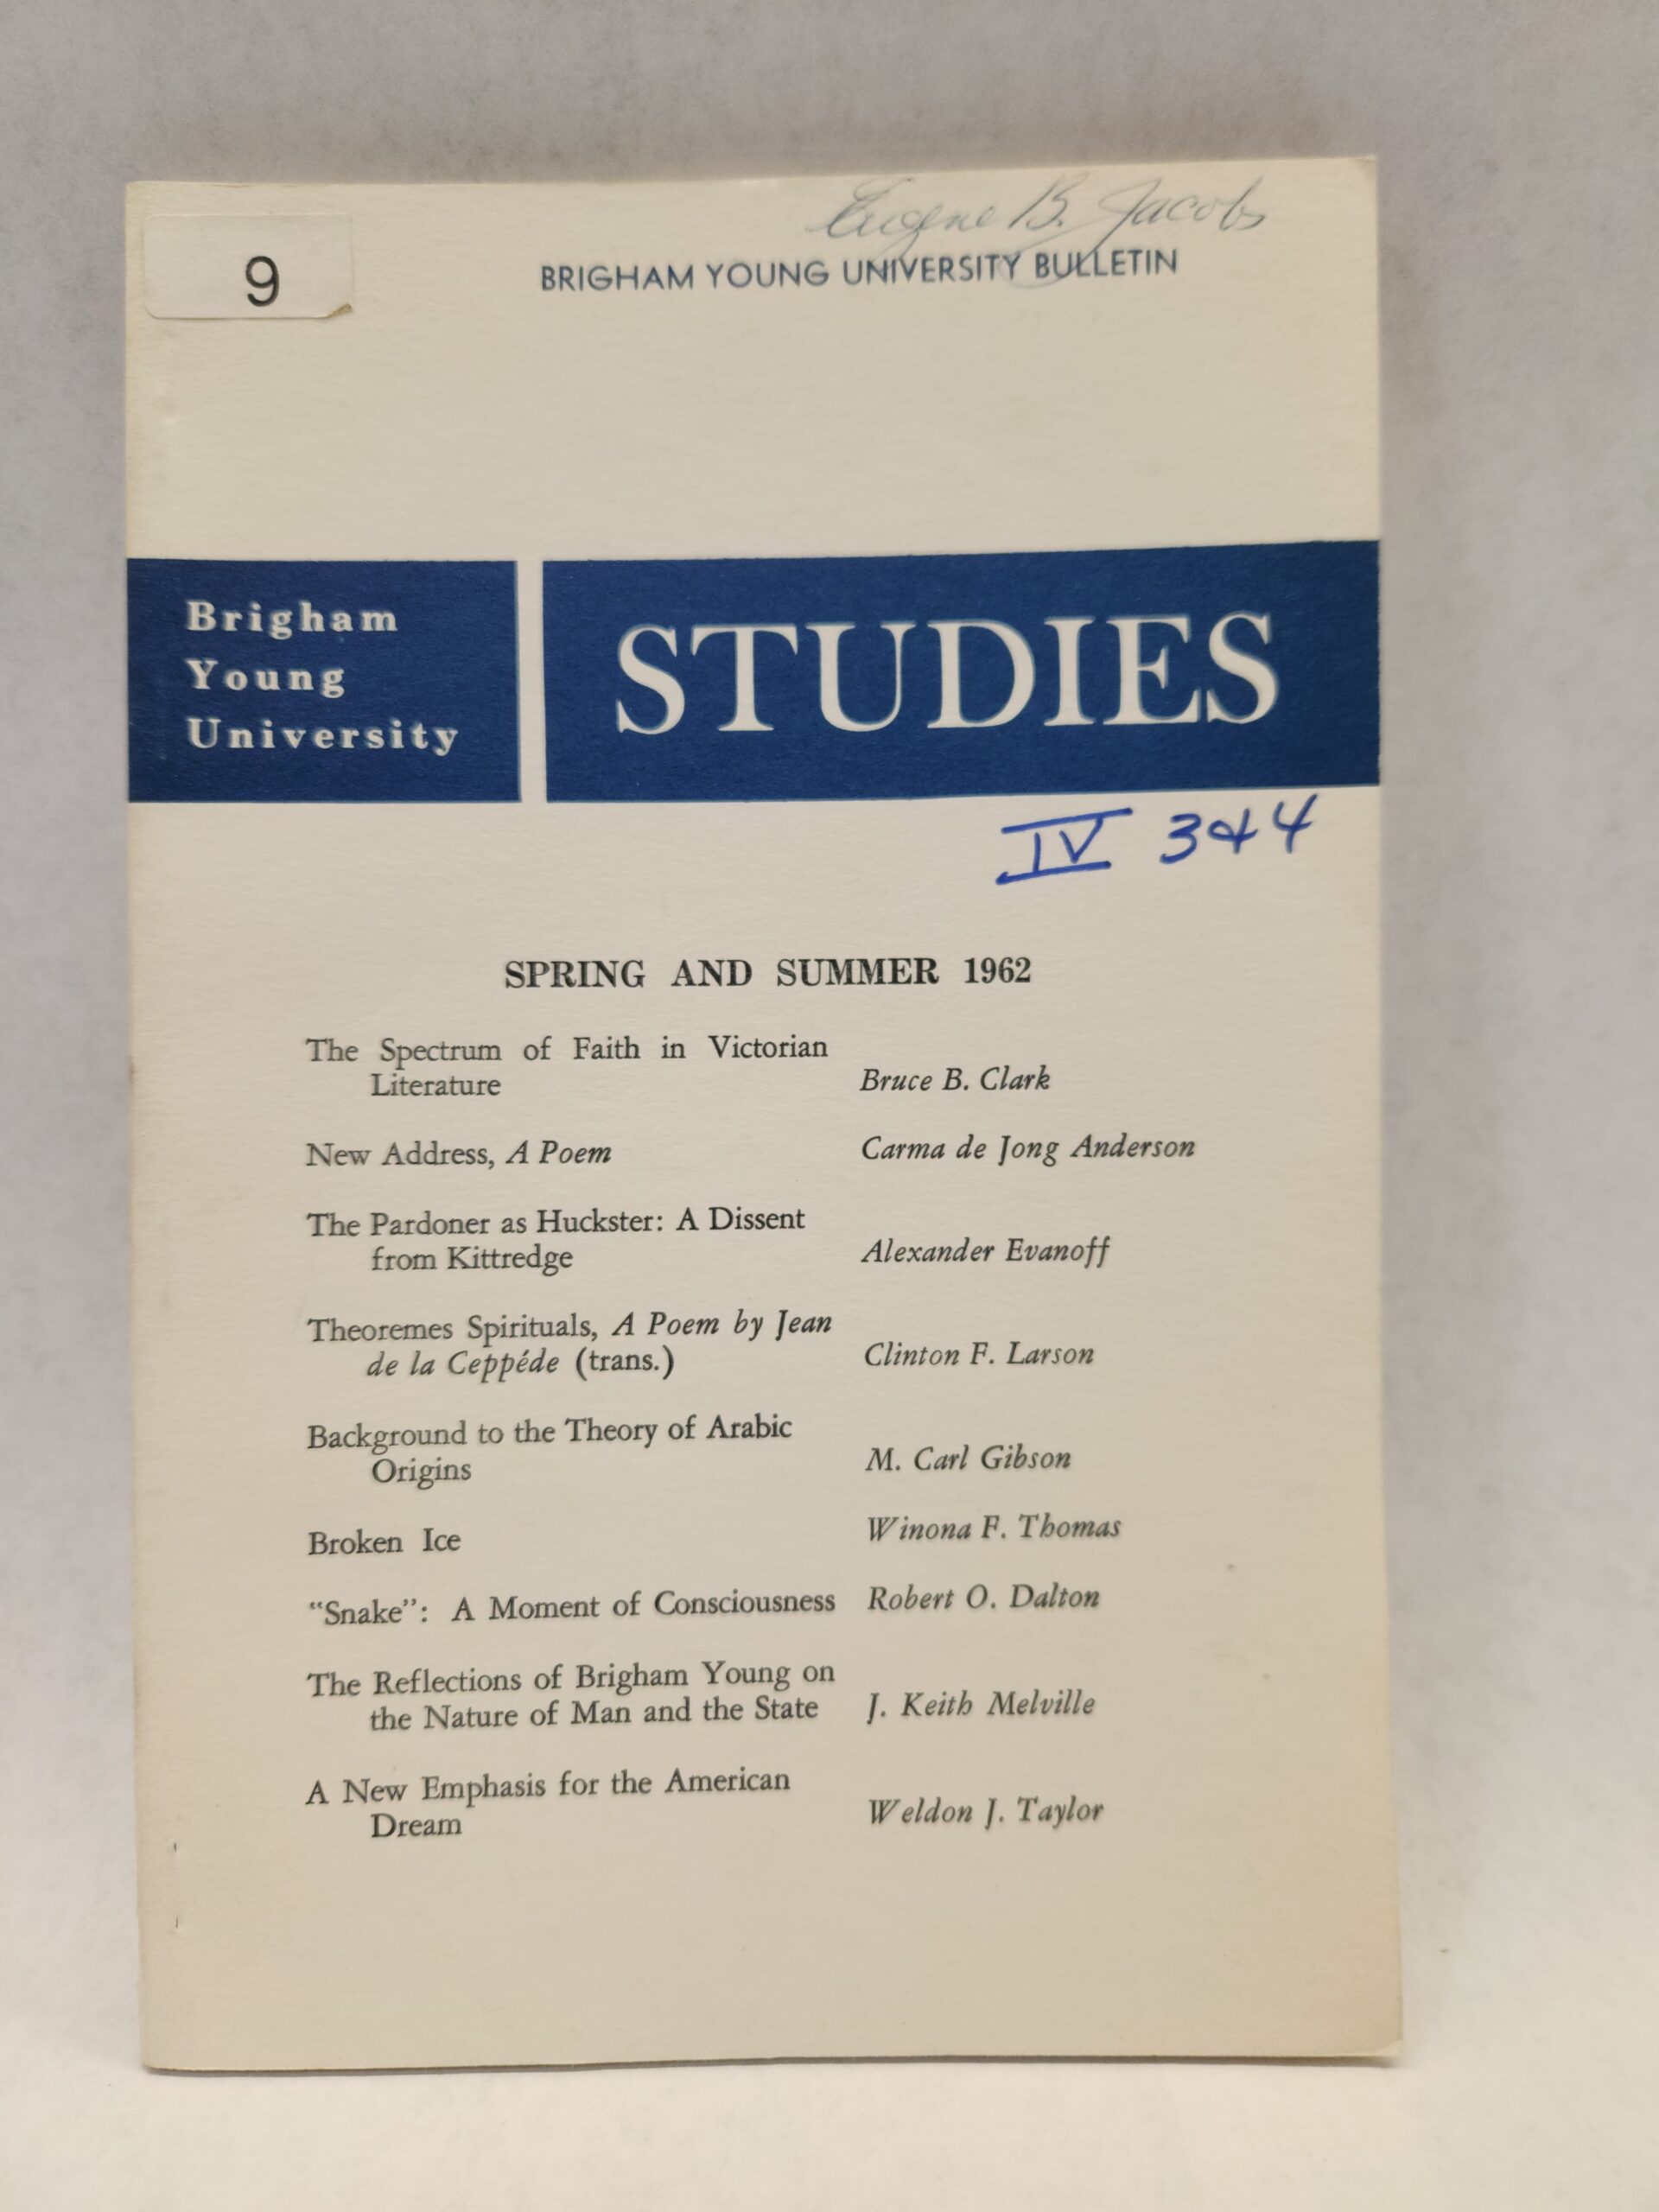 9
Eugene B. Jacobs
BRIGHAM YOUNG UNIVERSITY BULLETIN
Brigham
Young
University
STUDIES
IV 3&4
SPRING AND SUMMER 1962
The Spectrum of Faith in Victorian
Literature Bruce B. Clark
New Address, A Poem Carma de Jong Anderson
The Pardoner as Huckster: A Dissent
from Kittredge Alexander Evanoff
Theoremes Spirituals, A Poem by Jean
de la Ceppéde (trans.) Clinton F. Larson
Background to the Theory of Arabic
Origins M. Carl Gibson
Broken Ice Winona F. Thomas
“Snake”: A Moment of Consciousness Robert O. Dalton
The Reflections of Brigham Young on
the Nature of Man and the State J. Keith Melville
A New Emphasis for the American
Dream Weldon J. Taylor